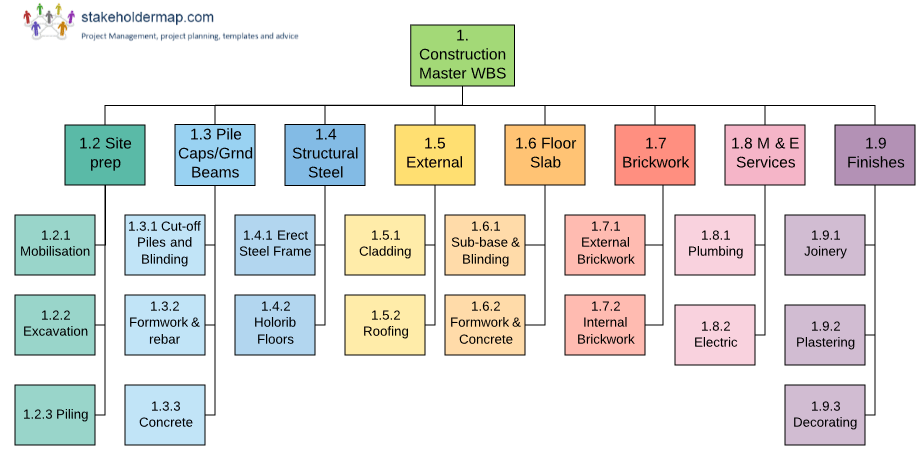 stakeholdermap.com
Project Management, project planning, templates and advice
1.
Construction
Master WBS
1.2 Site
prep
1.3 Pile
Caps/Grnd
Beams
1.4
Structural
Steel
1.5
External
1.6 Floor
Slab
1.7
Brickwork
1.8 M & E
Services
1.9
Finishes
1.2.1
Mobilisation
1.3.1 Cut-off
Piles and
Blinding
1.4.1 Erect
Steel Frame
1.5.1
Cladding
1.6.1
Sub-base &
Blinding
1.7.1
External
Brickwork
1.8.1
Plumbing
1.9.1
Joinery
1.2.2
Excavation
1.3.2
Formwork &
rebar
1.4.2
Holorib
Floors
1.5.2
Roofing
1.6.2
Formwork &
Concrete
1.7.2
Internal
Brickwork
1.8.2
Electric
1.9.2
Plastering
1.2.3 Piling
1.3.3
Concrete
1.9.3
Decorating